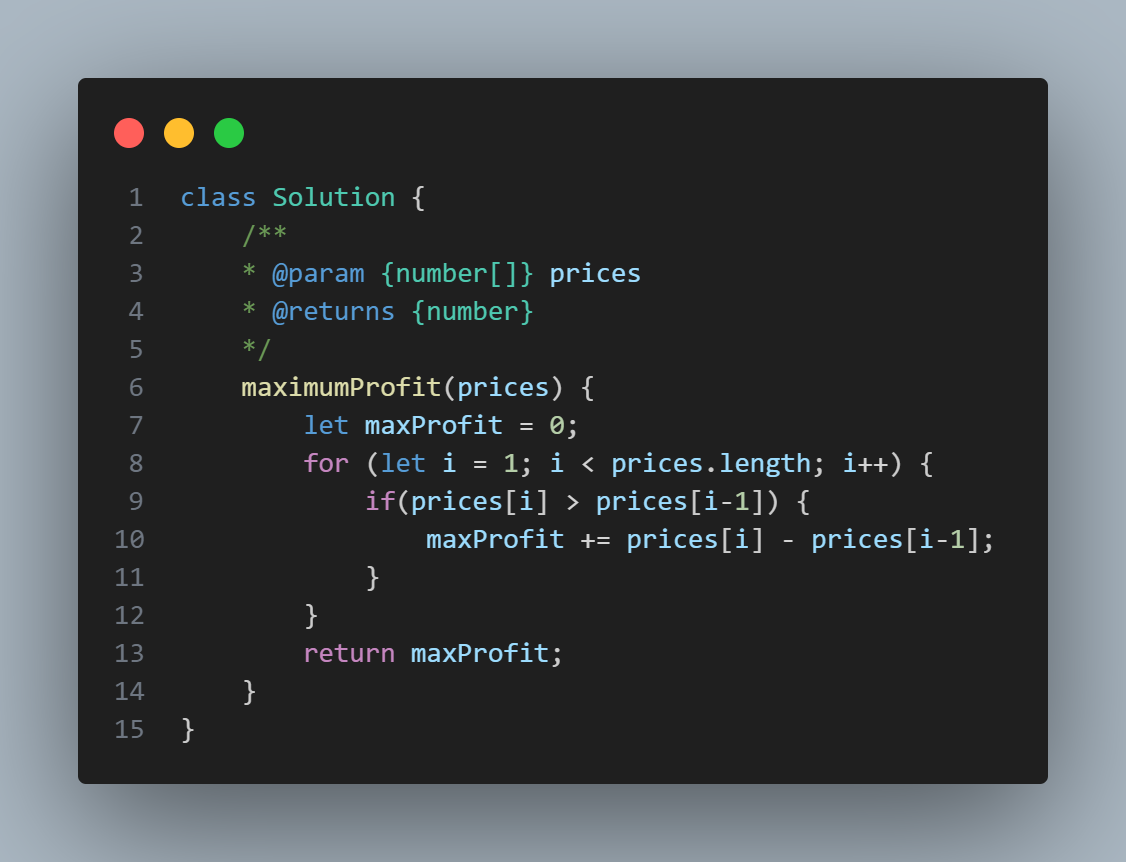 1 class Solution {
2     /**
3     * @param {number[]} prices
4     * @returns {number}
5     */
6     maximumProfit(prices) {
7         let maxProfit = 0;
8         for (let i = 1; i < prices.length; i++) {
9             if(prices[i] > prices[i-1]) {
10                 maxProfit += prices[i] - prices[i-1];
11             }
12         }
13         return maxProfit;
14     }
15 }